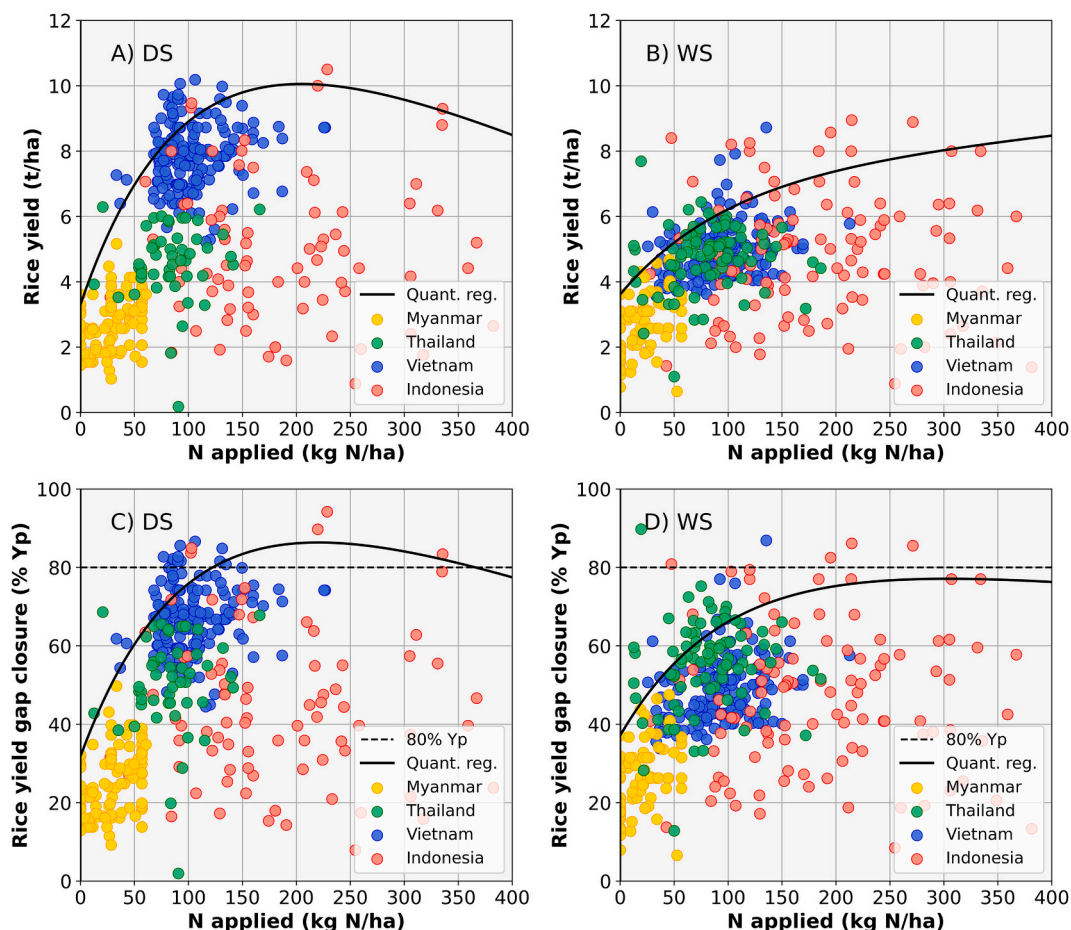 A) DS
Rice yield (t/ha)
0
2
4
6
8
10
12
0
50
100
150
200
250
300
350
400
N applied (kg N/ha)
Quant. reg.
Myanmar
Thailand
Vietnam
Indonesia
B) WS
Rice yield (t/ha)
0
2
4
6
8
10
12
0
50
100
150
200
250
300
350
400
N applied (kg N/ha)
Quant. reg.
Myanmar
Thailand
Vietnam
Indonesia
C) DS
Rice yield gap closure (% Yp)
0
20
40
60
80
100
0
50
100
150
200
250
300
350
400
N applied (kg N/ha)
80% Yp
Quant. reg.
Myanmar
Thailand
Vietnam
Indonesia
D) WS
Rice yield gap closure (% Yp)
0
20
40
60
80
100
0
50
100
150
200
250
300
350
400
N applied (kg N/ha)
80% Yp
Quant. reg.
Myanmar
Thailand
Vietnam
Indonesia